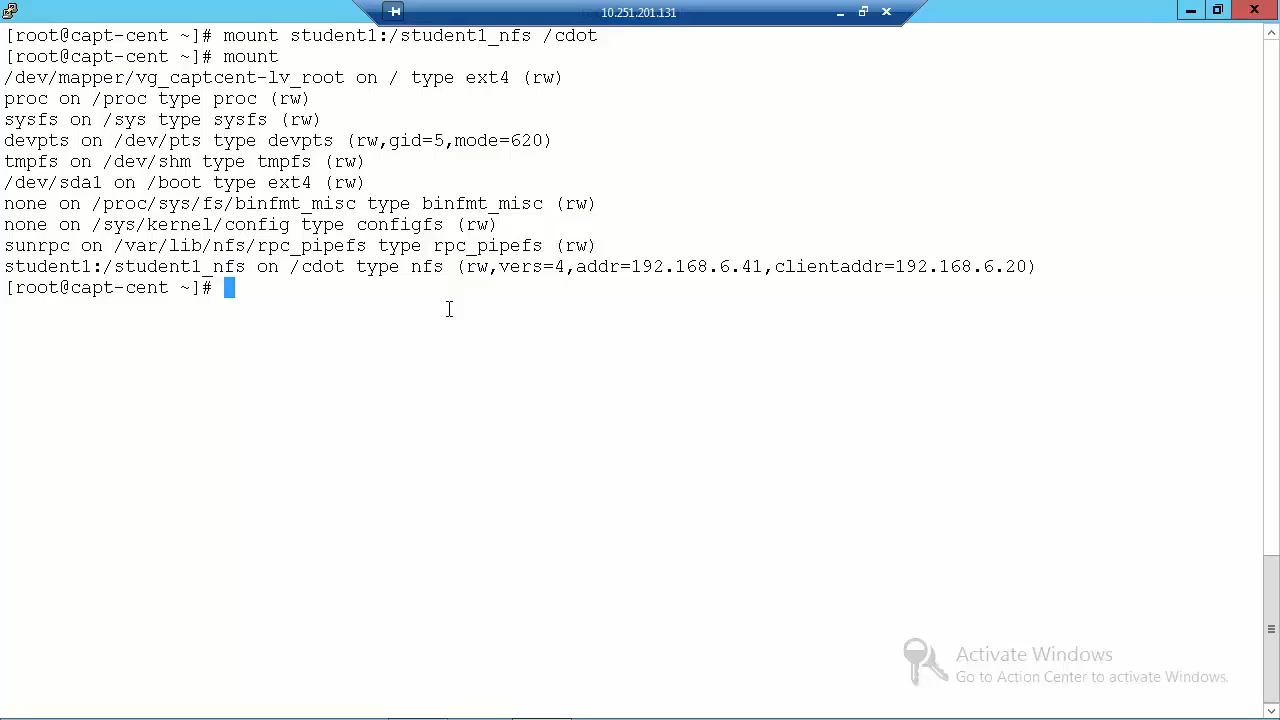 10.251.201.131
[root@capt-cent ~]# mount student1:/student1_nfs /cdot
[root@capt-cent ~]# mount
/dev/mapper/vg_captcent-lv_root on / type ext4 (rw)
proc on /proc type proc (rw)
sysfs on /sys type sysfs (rw)
devpts on /dev/pts type devpts (rw,gid=5,mode=620)
tmpfs on /dev/shm type tmpfs (rw)
/dev/sda1 on /boot type ext4 (rw)
none on /proc/sys/fs/binfmt_misc type binfmt_misc (rw)
none on /sys/kernel/config type configfs (rw)
sunrpc on /var/lib/nfs/rpc_pipefs type rpc_pipefs (rw)
student1:/student1_nfs on /cdot type nfs (rw,vers=4,addr=192.168.6.41,clientaddr=192.168.6.20)
[root@capt-cent ~]#
Activate Windows
Go to Action Center to activate Windows.